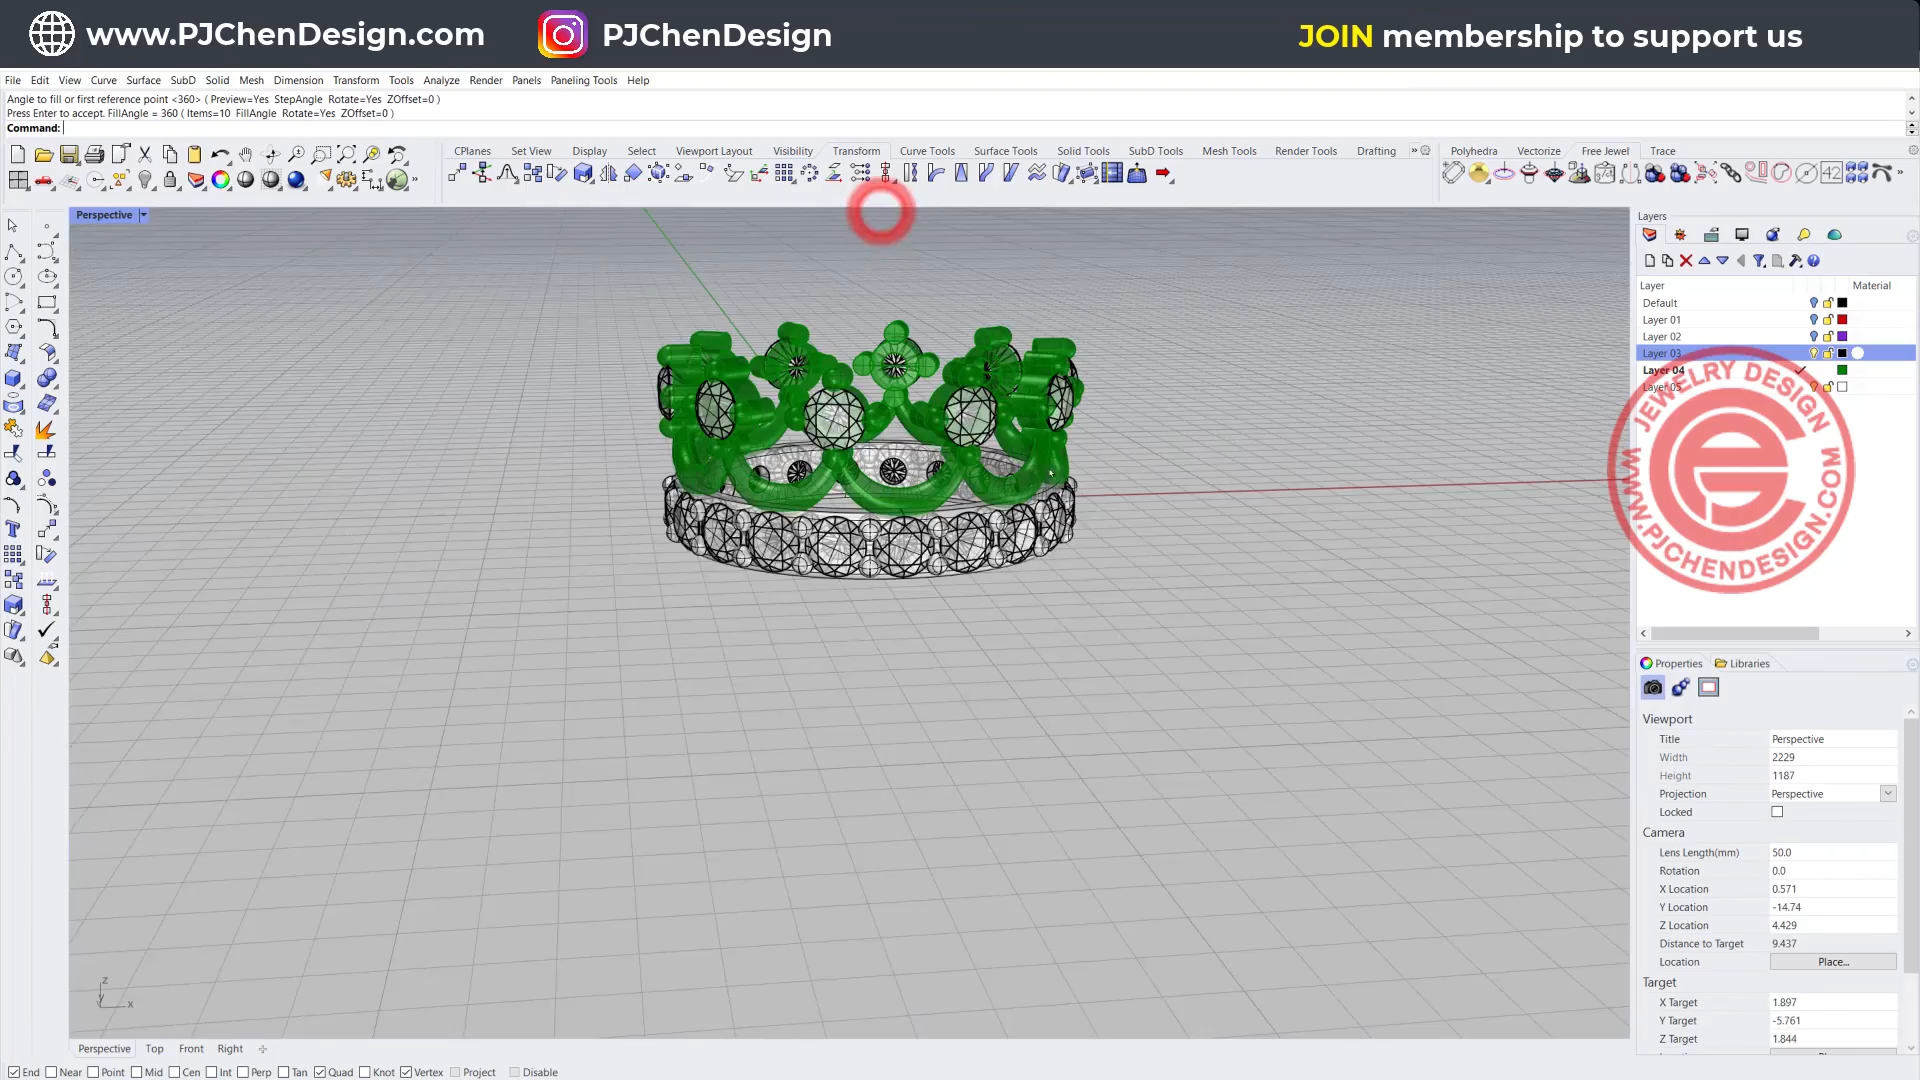 www.PJChenDesign.com PJChenDesign JOIN membership to support us
File Edit View Curve Surface SubD Solid Mesh Dimension Transform Tools Analyze Render Panels Paneling Tools Help
Angle to fill or first reference point <360> ( Preview=Yes StepAngle Rotate=Yes ZOffset=0 )
Press Enter to accept. FillAngle = 360 ( Items=10 FillAngle Rotate=Yes ZOffset=0 )
Command:
CPlanes Set View Display Select Viewport Layout Visibility Transform Curve Tools Surface Tools Solid Tools SubD Tools Mesh Tools Render Tools Drafting » Polyhedra Vectorize Free Jewel Trace
42
Perspective
Layers
Layer Material
Default
Layer 01
Layer 02
Layer 03
Layer 04
Layer 05
JEWELRY DESIGN
WWW.PJCHENDESIGN.COM
Properties Libraries
Viewport
Title Perspective
Width 2229
Height 1187
Projection Perspective
Locked
Camera
Lens Length(mm) 50.0
Rotation 0.0
X Location 0.571
Y Location -14.74
Z Location 4.429
Distance to Target 9.437
Location Place...
Target
X Target 1.897
Y Target -5.761
Z Target 1.844
z
y
x
Perspective Top Front Right
End Near Point Mid Cen Int Perp Tan Quad Knot Vertex Project Disable